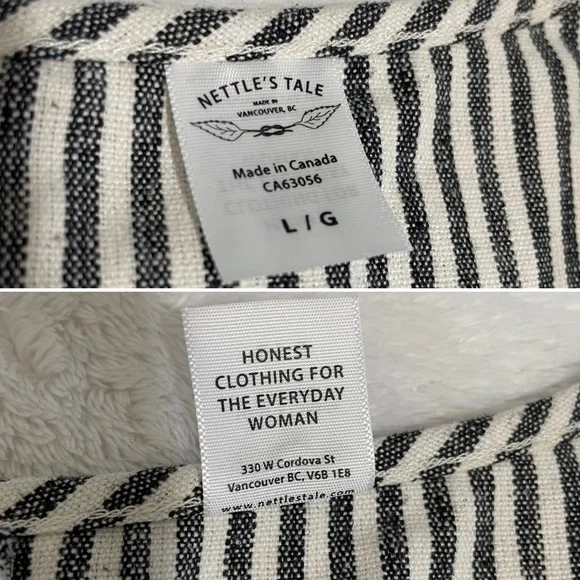 NETTLE'S TALE
MADE IN
VANCOUVER, BC
Made in Canada
CA63056
L / G
HONEST
CLOTHING FOR
THE EVERYDAY
WOMAN
330 W Cordova St
Vancouver BC, V6B 1E8
www.nettlestale.com